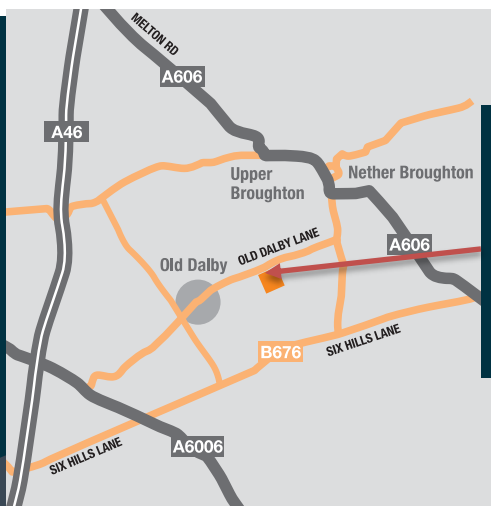 MELTON RD
A606
A46
Upper
Broughton
Nether Broughton
OLD DALBY LANE
A606
Old Dalby
B676
SIX HILLS LANE
A6006
SIX HILLS LANE